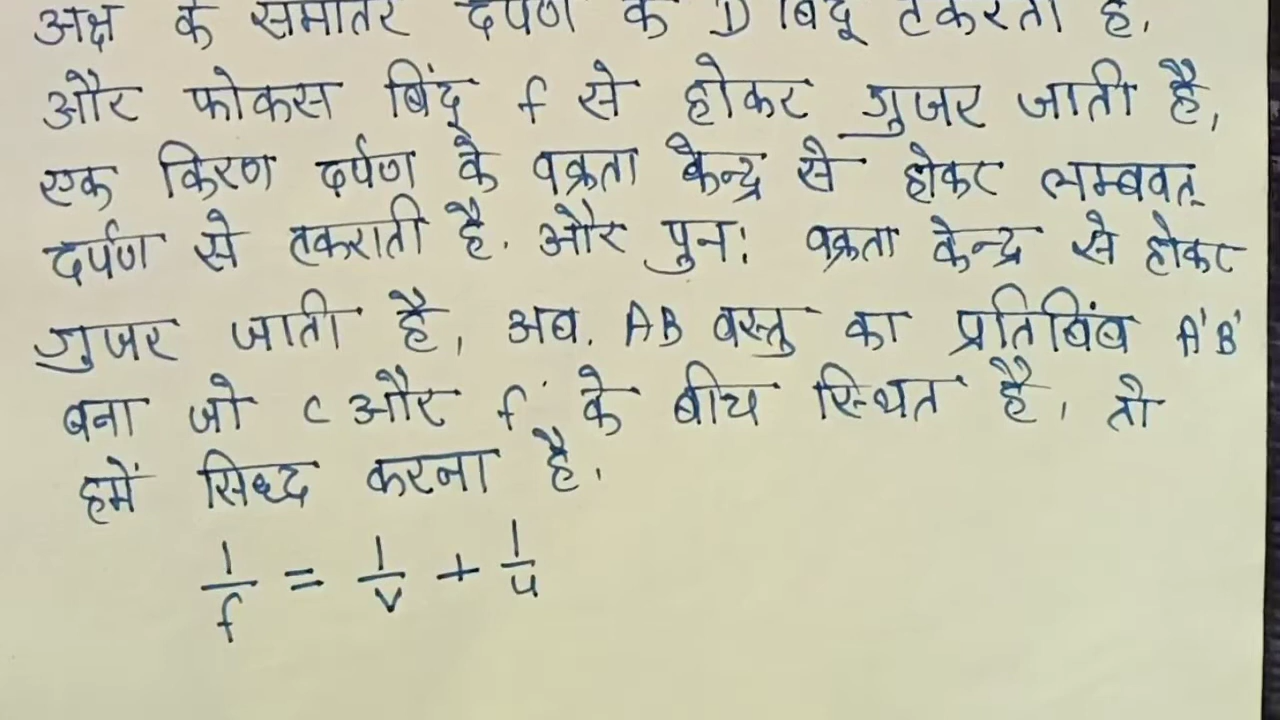 अक्ष के समांतर दर्पण के D बिंदू टकरती है,
और फोकस बिंदू f से होकर गुजर जाती है,
एक किरण दर्पण के वक्रता केन्द्र से होकर लम्बवत्
दर्पण से टकराती है. और पुन: वक्रता केन्द्र से होकर
गुजर जाती है, अब. AB वस्तु का प्रतिबिंब A'B'
बना जो C और f के बीच स्थित है, तो
हमें सिध्द करना है,
1/f = 1/v + 1/u